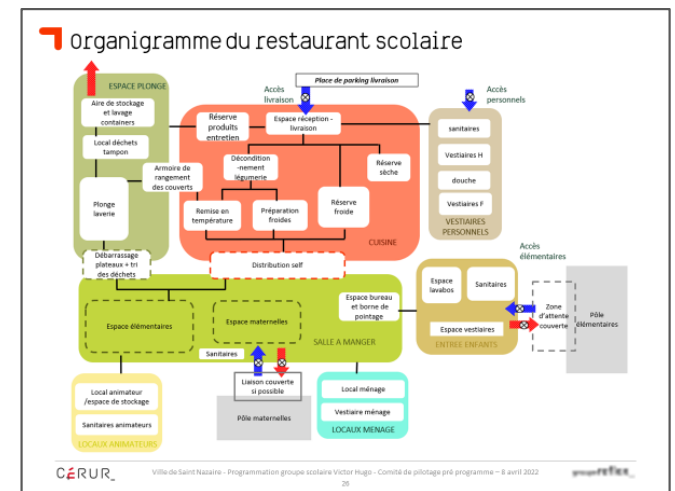 Organigramme du restaurant scolaire
Place de parking livraison
ESPACE PLONGE
Accès
livraison
Accès
personnels
Aire de stockage
et lavage
containers
Réserve
produits
entretien
Espace réception -
livraison
sanitaires
Local déchets
tampon
Vestiaires H
Armoire de
rangement
des couverts
Décondition
-nement
légumerie
Réserve
sèche
douche
Plonge
laverie
Remise en
température
Préparation
froides
Réserve
froide
Vestiaires F
VESTIAIRES
PERSONNELS
CUISINE
Débarrassage
plateaux + tri
des déchets
Distribution self
Accès
élémentaires
Espace bureau
et borne de
pointage
Espace
lavabos
Sanitaires
Espace élémentaires
Espace maternelles
Zone
d'attente
couverte
Pôle
élémentaires
Espace vestiaires
SALLE A MANGER
ENTREE ENFANTS
Sanitaires
Local animateur
/espace de stockage
Liaison couverte
si possible
Local ménage
Sanitaires animateurs
Pôle maternelles
Vestiaire ménage
LOCAUX ANIMATEURS
LOCAUX MENAGE
CÉRUR_
Ville de Saint Nazaire - Programmation groupe scolaire Victor Hugo - Comité de pilotage pré programme – 8 avril 2022
26